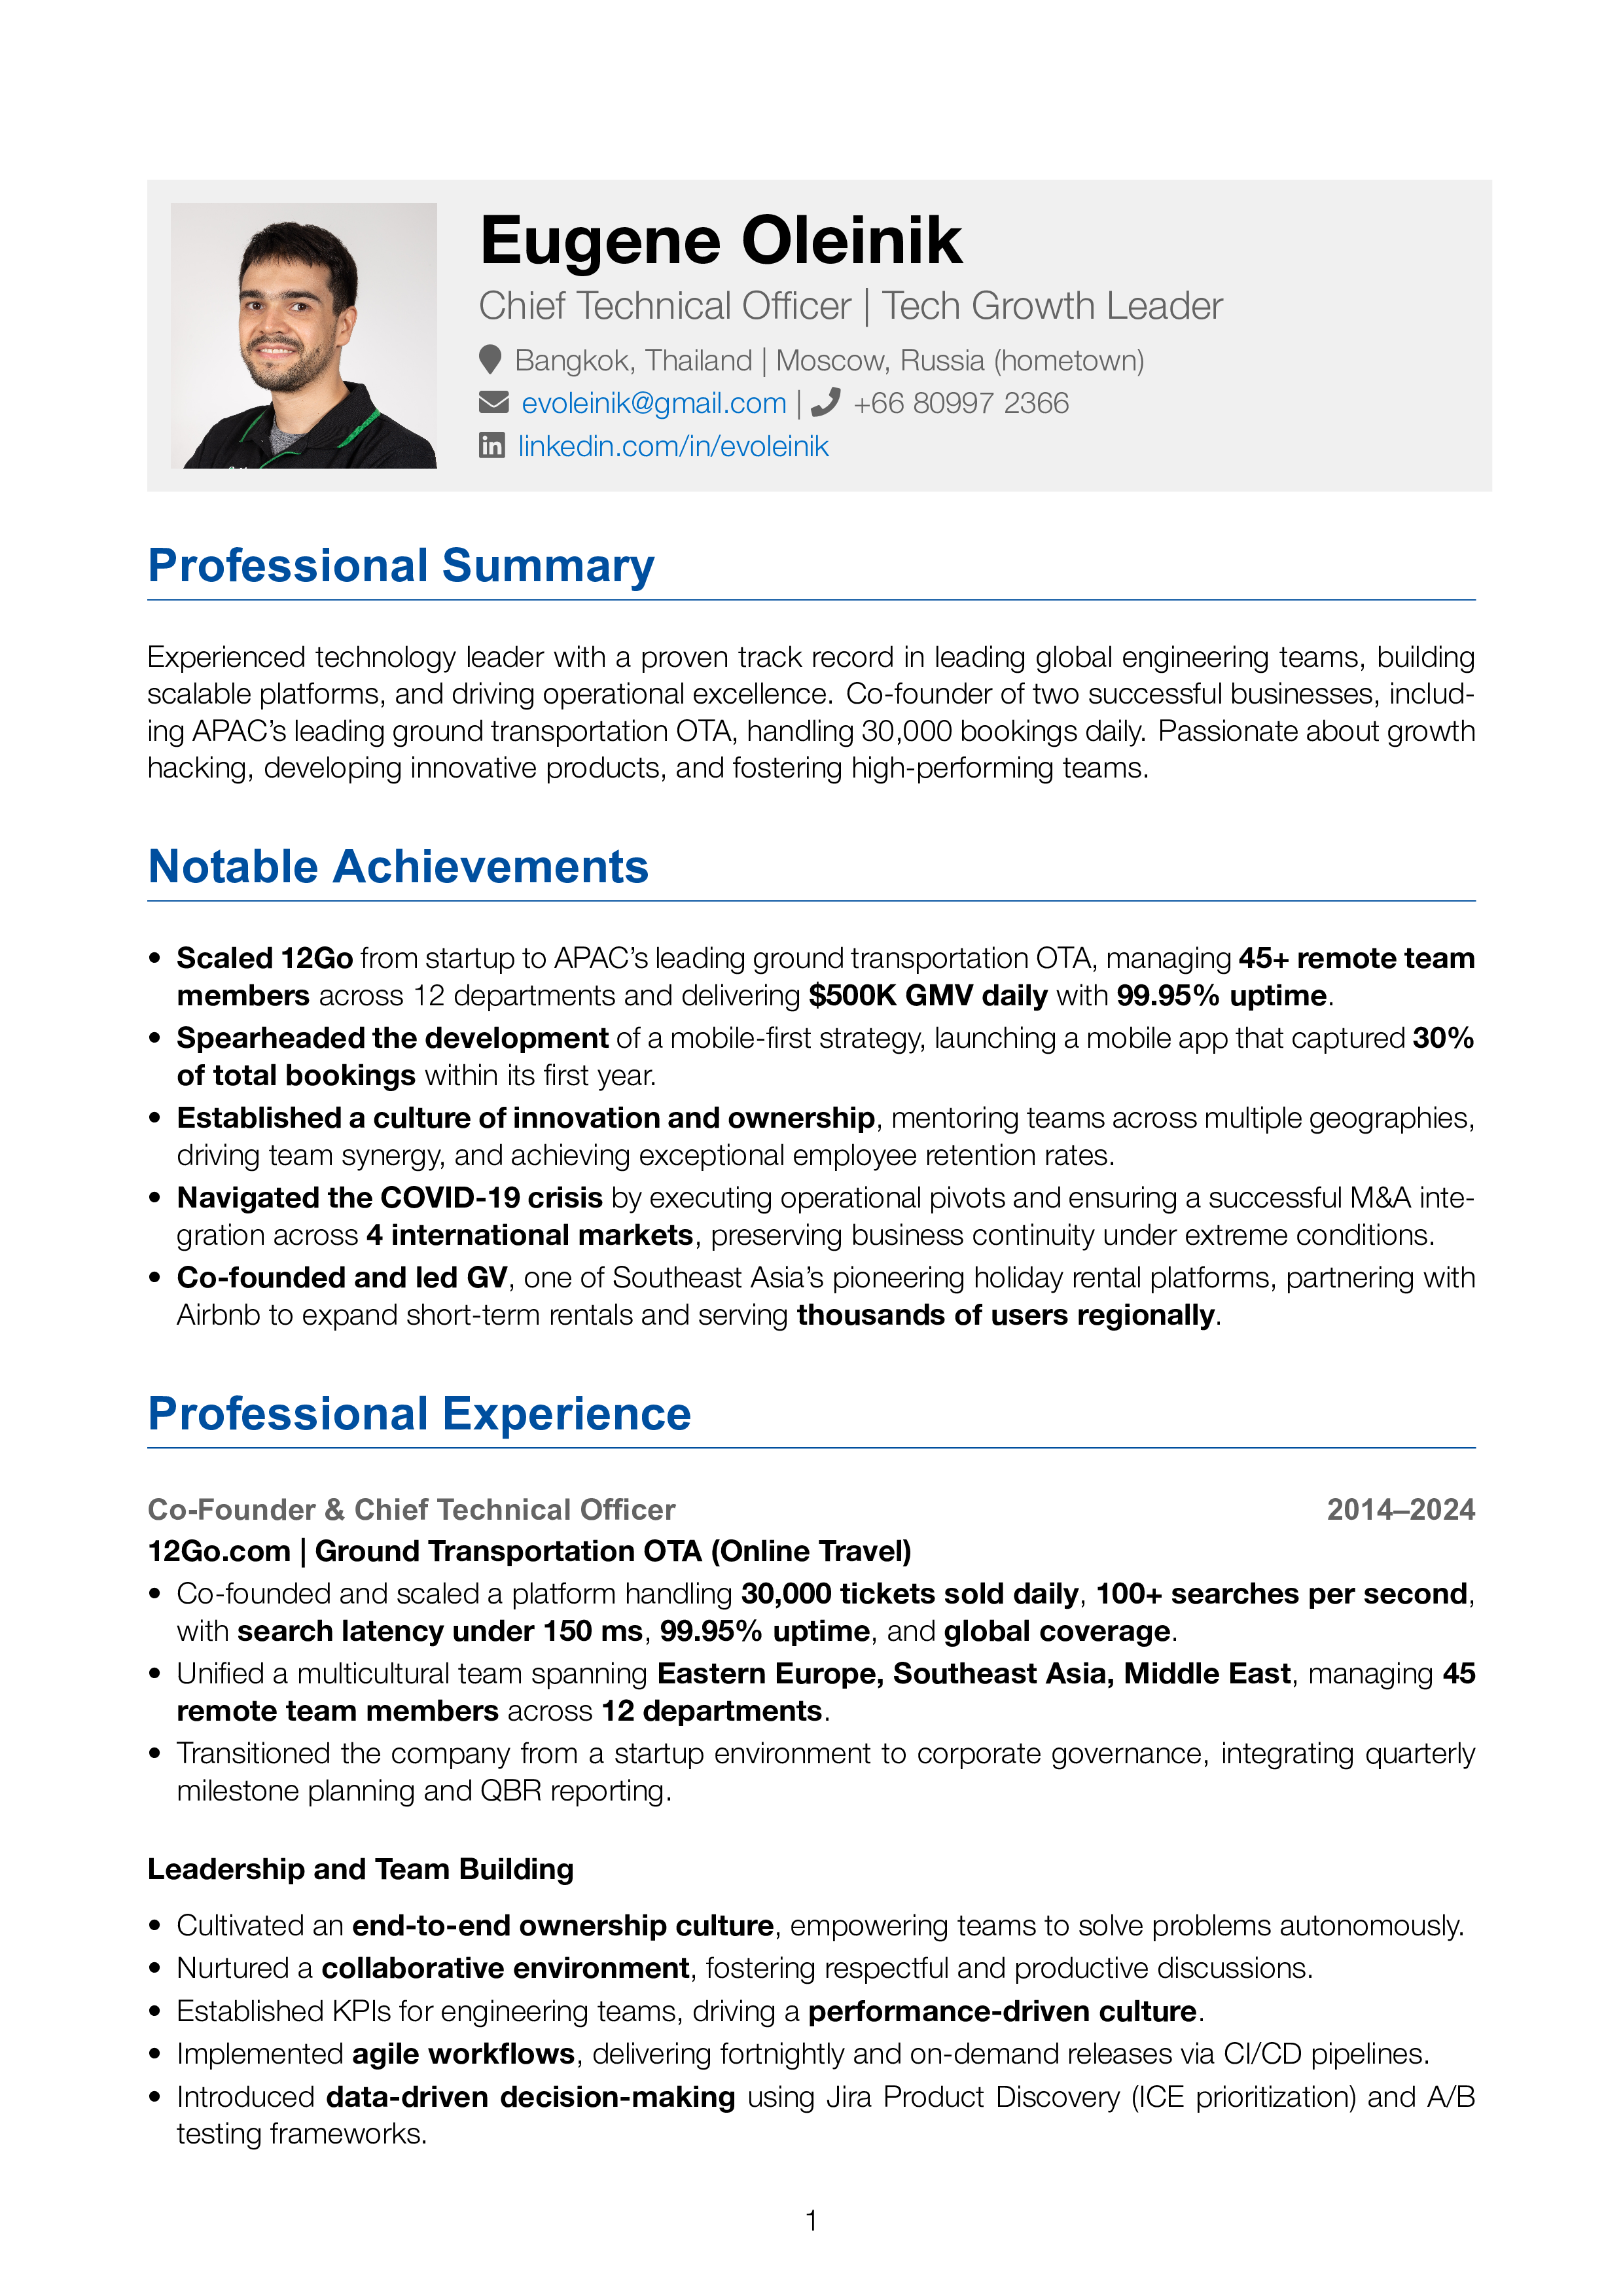 Eugene Oleinik
Chief Technical Officer | Tech Growth Leader
Bangkok, Thailand | Moscow, Russia (hometown)
evoleinik@gmail.com | +66 80997 2366
linkedin.com/in/evoleinik
Professional Summary
Experienced technology leader with a proven track record in leading global engineering teams, building
scalable platforms, and driving operational excellence. Co-founder of two successful businesses, includ-
ing APAC’s leading ground transportation OTA, handling 30,000 bookings daily. Passionate about growth
hacking, developing innovative products, and fostering high-performing teams.
Notable Achievements
• Scaled 12Go from startup to APAC’s leading ground transportation OTA, managing 45+ remote team
members across 12 departments and delivering $500K GMV daily with 99.95% uptime.
• Spearheaded the development of a mobile-first strategy, launching a mobile app that captured 30%
of total bookings within its first year.
• Established a culture of innovation and ownership, mentoring teams across multiple geographies,
driving team synergy, and achieving exceptional employee retention rates.
• Navigated the COVID-19 crisis by executing operational pivots and ensuring a successful M&A inte-
gration across 4 international markets, preserving business continuity under extreme conditions.
• Co-founded and led GV, one of Southeast Asia’s pioneering holiday rental platforms, partnering with
Airbnb to expand short-term rentals and serving thousands of users regionally.
Professional Experience
Co-Founder & Chief Technical Officer 2014–2024
12Go.com | Ground Transportation OTA (Online Travel)
• Co-founded and scaled a platform handling 30,000 tickets sold daily, 100+ searches per second,
with search latency under 150 ms, 99.95% uptime, and global coverage.
• Unified a multicultural team spanning Eastern Europe, Southeast Asia, Middle East, managing 45
remote team members across 12 departments.
• Transitioned the company from a startup environment to corporate governance, integrating quarterly
milestone planning and QBR reporting.
Leadership and Team Building
• Cultivated an end-to-end ownership culture, empowering teams to solve problems autonomously.
• Nurtured a collaborative environment, fostering respectful and productive discussions.
• Established KPIs for engineering teams, driving a performance-driven culture.
• Implemented agile workflows, delivering fortnightly and on-demand releases via CI/CD pipelines.
• Introduced data-driven decision-making using Jira Product Discovery (ICE prioritization) and A/B
testing frameworks.
1